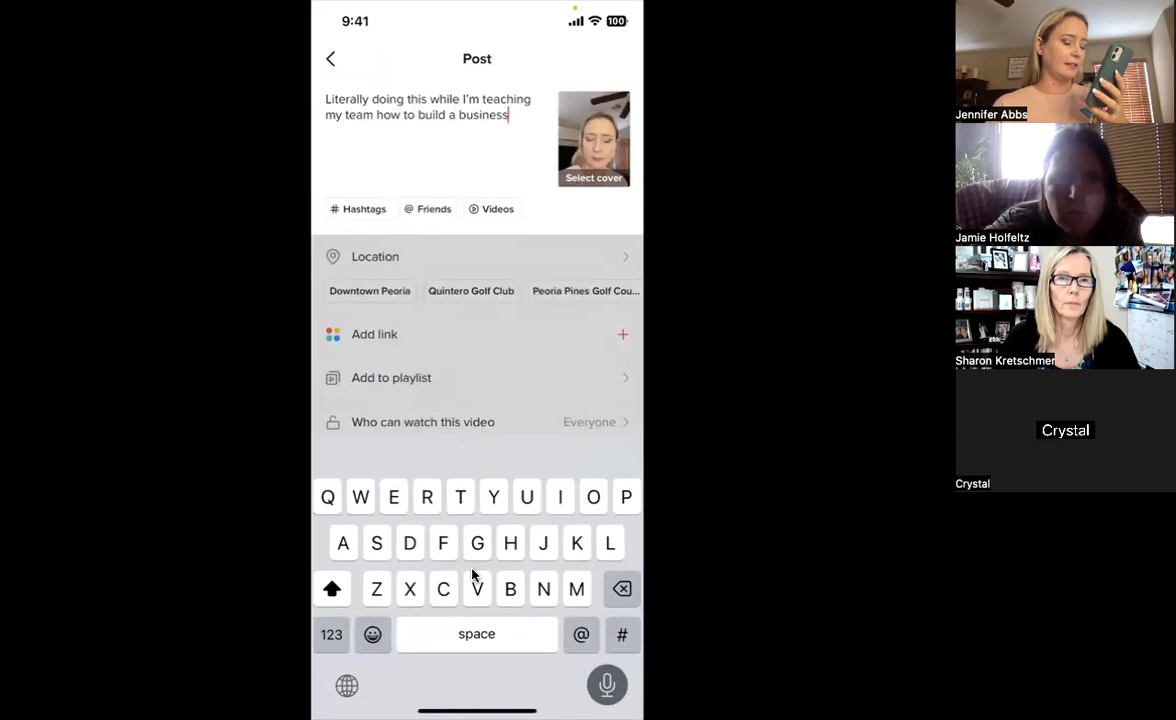 9:41
100
Post
Literally doing this while I'm teaching
my team how to build a business
Select cover
# Hashtags @ Friends Videos
Location
Downtown Peoria Quintero Golf Club Peoria Pines Golf Cou...
Add link +
Add to playlist
Who can watch this video Everyone
Q W E R T Y U I O P
A S D F G H J K L
Z X C V B N M
123 space @ #
Jennifer Abbs
Jamie Holfeltz
Sharon Kretschmer
Crystal
Crystal